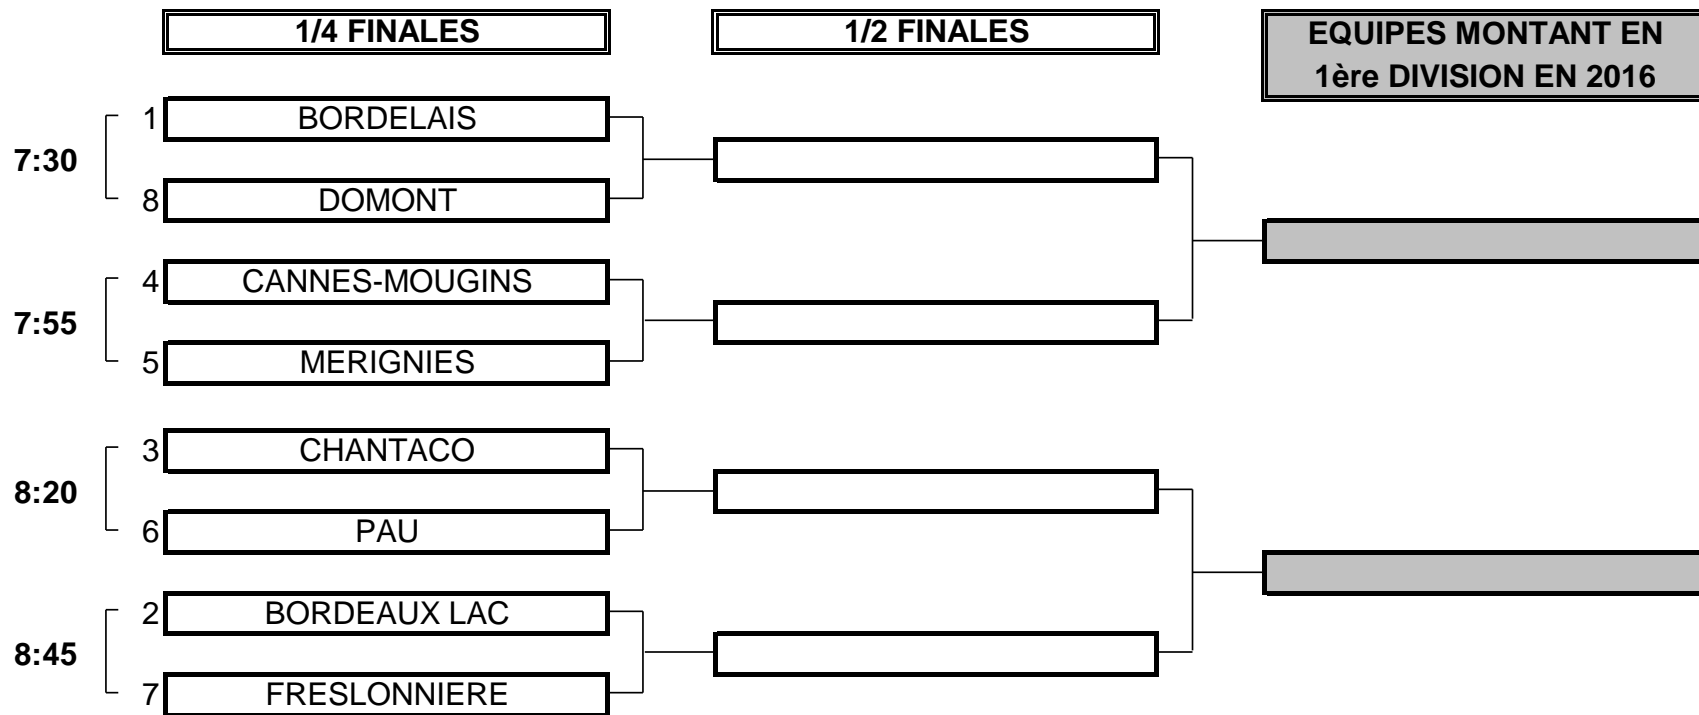 1/4 FINALES
1/2 FINALES
EQUIPES MONTANT EN
1ère DIVISION EN 2016
7:30
1 BORDELAIS
8 DOMONT
7:55
4 CANNES-MOUGINS
5 MERIGNIES
8:20
3 CHANTACO
6 PAU
8:45
2 BORDEAUX LAC
7 FRESLONNIERE